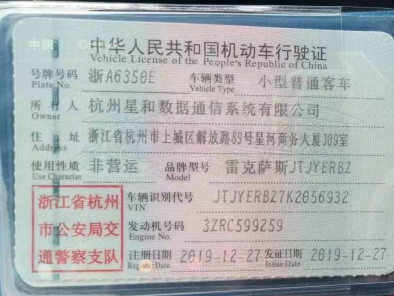 中华人民共和国机动车行驶证
Vehicle License of the People's Republic of China
号牌号码 浙A6350E 车辆类型 小型普通客车
Plate No. Vehicle Type
所有人 杭州星和数据通信系统有限公司
Owner
住址 浙江省杭州市上城区解放路89号星河商务大厦309室
Address
使用性质 非营运 品牌型号 雷克萨斯JTJYERBZ
Use Character Model
浙江省杭州
市公安局交
通警察支队
车辆识别代号 JTJYERBZ7K2056932
VIN
发动机号码 3ZRC599259
Engine No.
注册日期 2019-12-27 发证日期 2019-12-27
Register Date Issue Date